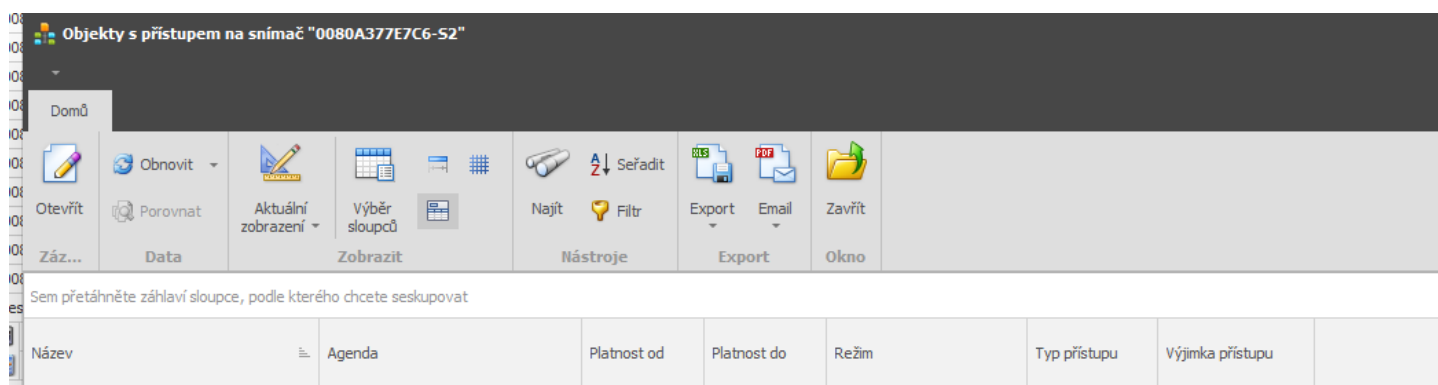 Objekty s přístupem na snímač "0080A377E7C6-S2"
Domů
Otevřít
Obnovit
Porovnat
Aktuální
zobrazení
Výběr
sloupců
Najít
Seřadit
Filtr
Export
Email
Zavřít
Záz...
Data
Zobrazit
Nástroje
Export
Okno
Sem přetáhněte záhlaví sloupce, podle kterého chcete seskupovat
Název
Agenda
Platnost od
Platnost do
Režim
Typ přístupu
Výjimka přístupu